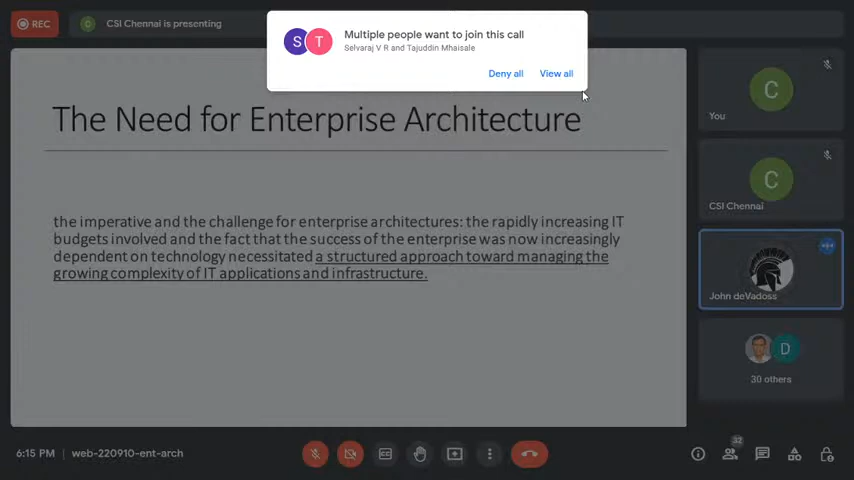 REC
C
CSI Chennai is presenting
S
T
Multiple people want to join this call
Selvaraj V R and Tajuddin Mhaisale
Deny all
View all
The Need for Enterprise Architecture
the imperative and the challenge for enterprise architectures: the rapidly increasing IT
budgets involved and the fact that the success of the enterprise was now increasingly
dependent on technology necessitated a structured approach toward managing the
growing complexity of IT applications and infrastructure.
C
You
C
CSI Chennai
John deVadoss
D
30 others
6:15 PM | web-220910-ent-arch
32